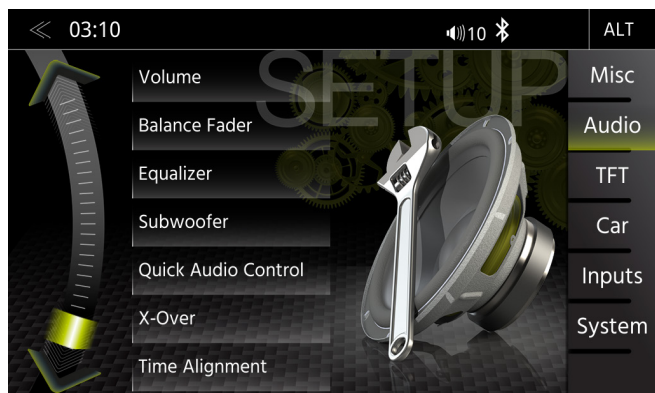 03:10
10
ALT
SETUP
Volume
Balance Fader
Equalizer
Subwoofer
Quick Audio Control
X-Over
Time Alignment
Misc
Audio
TFT
Car
Inputs
System